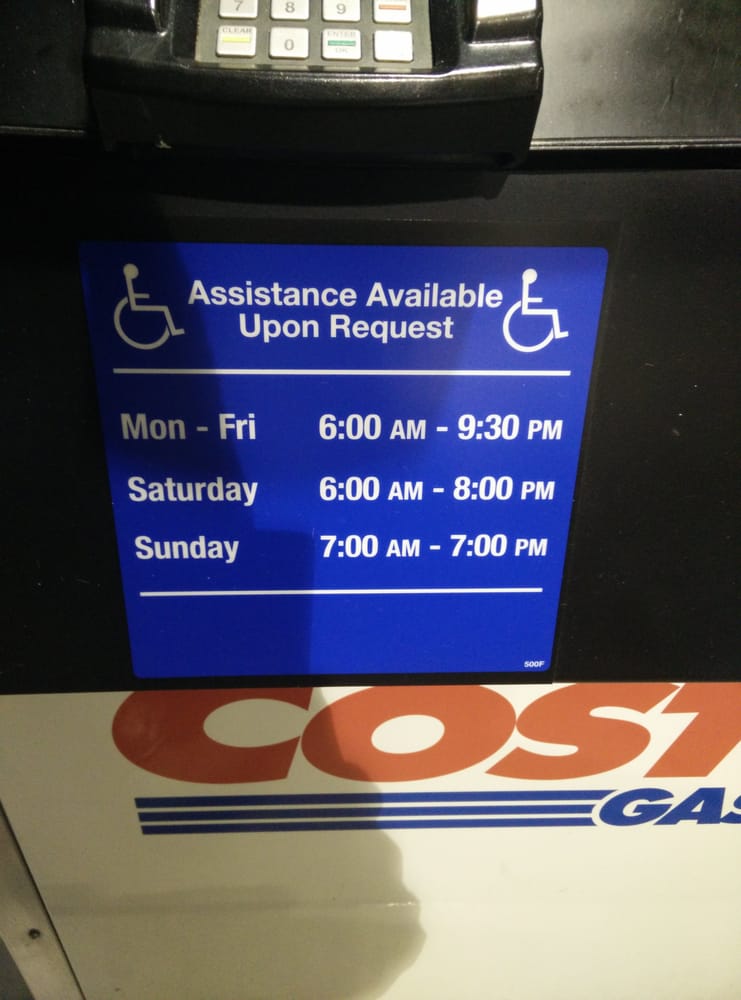 7 8 9
CLEAR 0 ENTER
OK
Assistance Available
Upon Request
Mon - Fri 6:00 AM - 9:30 PM
Saturday 6:00 AM - 8:00 PM
Sunday 7:00 AM - 7:00 PM
500F
COST
GAS